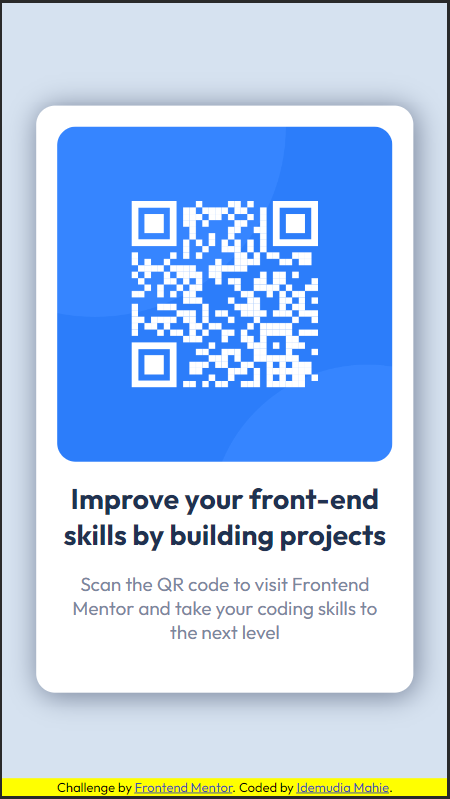 Improve your front-end
skills by building projects
Scan the QR code to visit Frontend
Mentor and take your coding skills to
the next level
Challenge by Frontend Mentor. Coded by Idemudia Mahie.